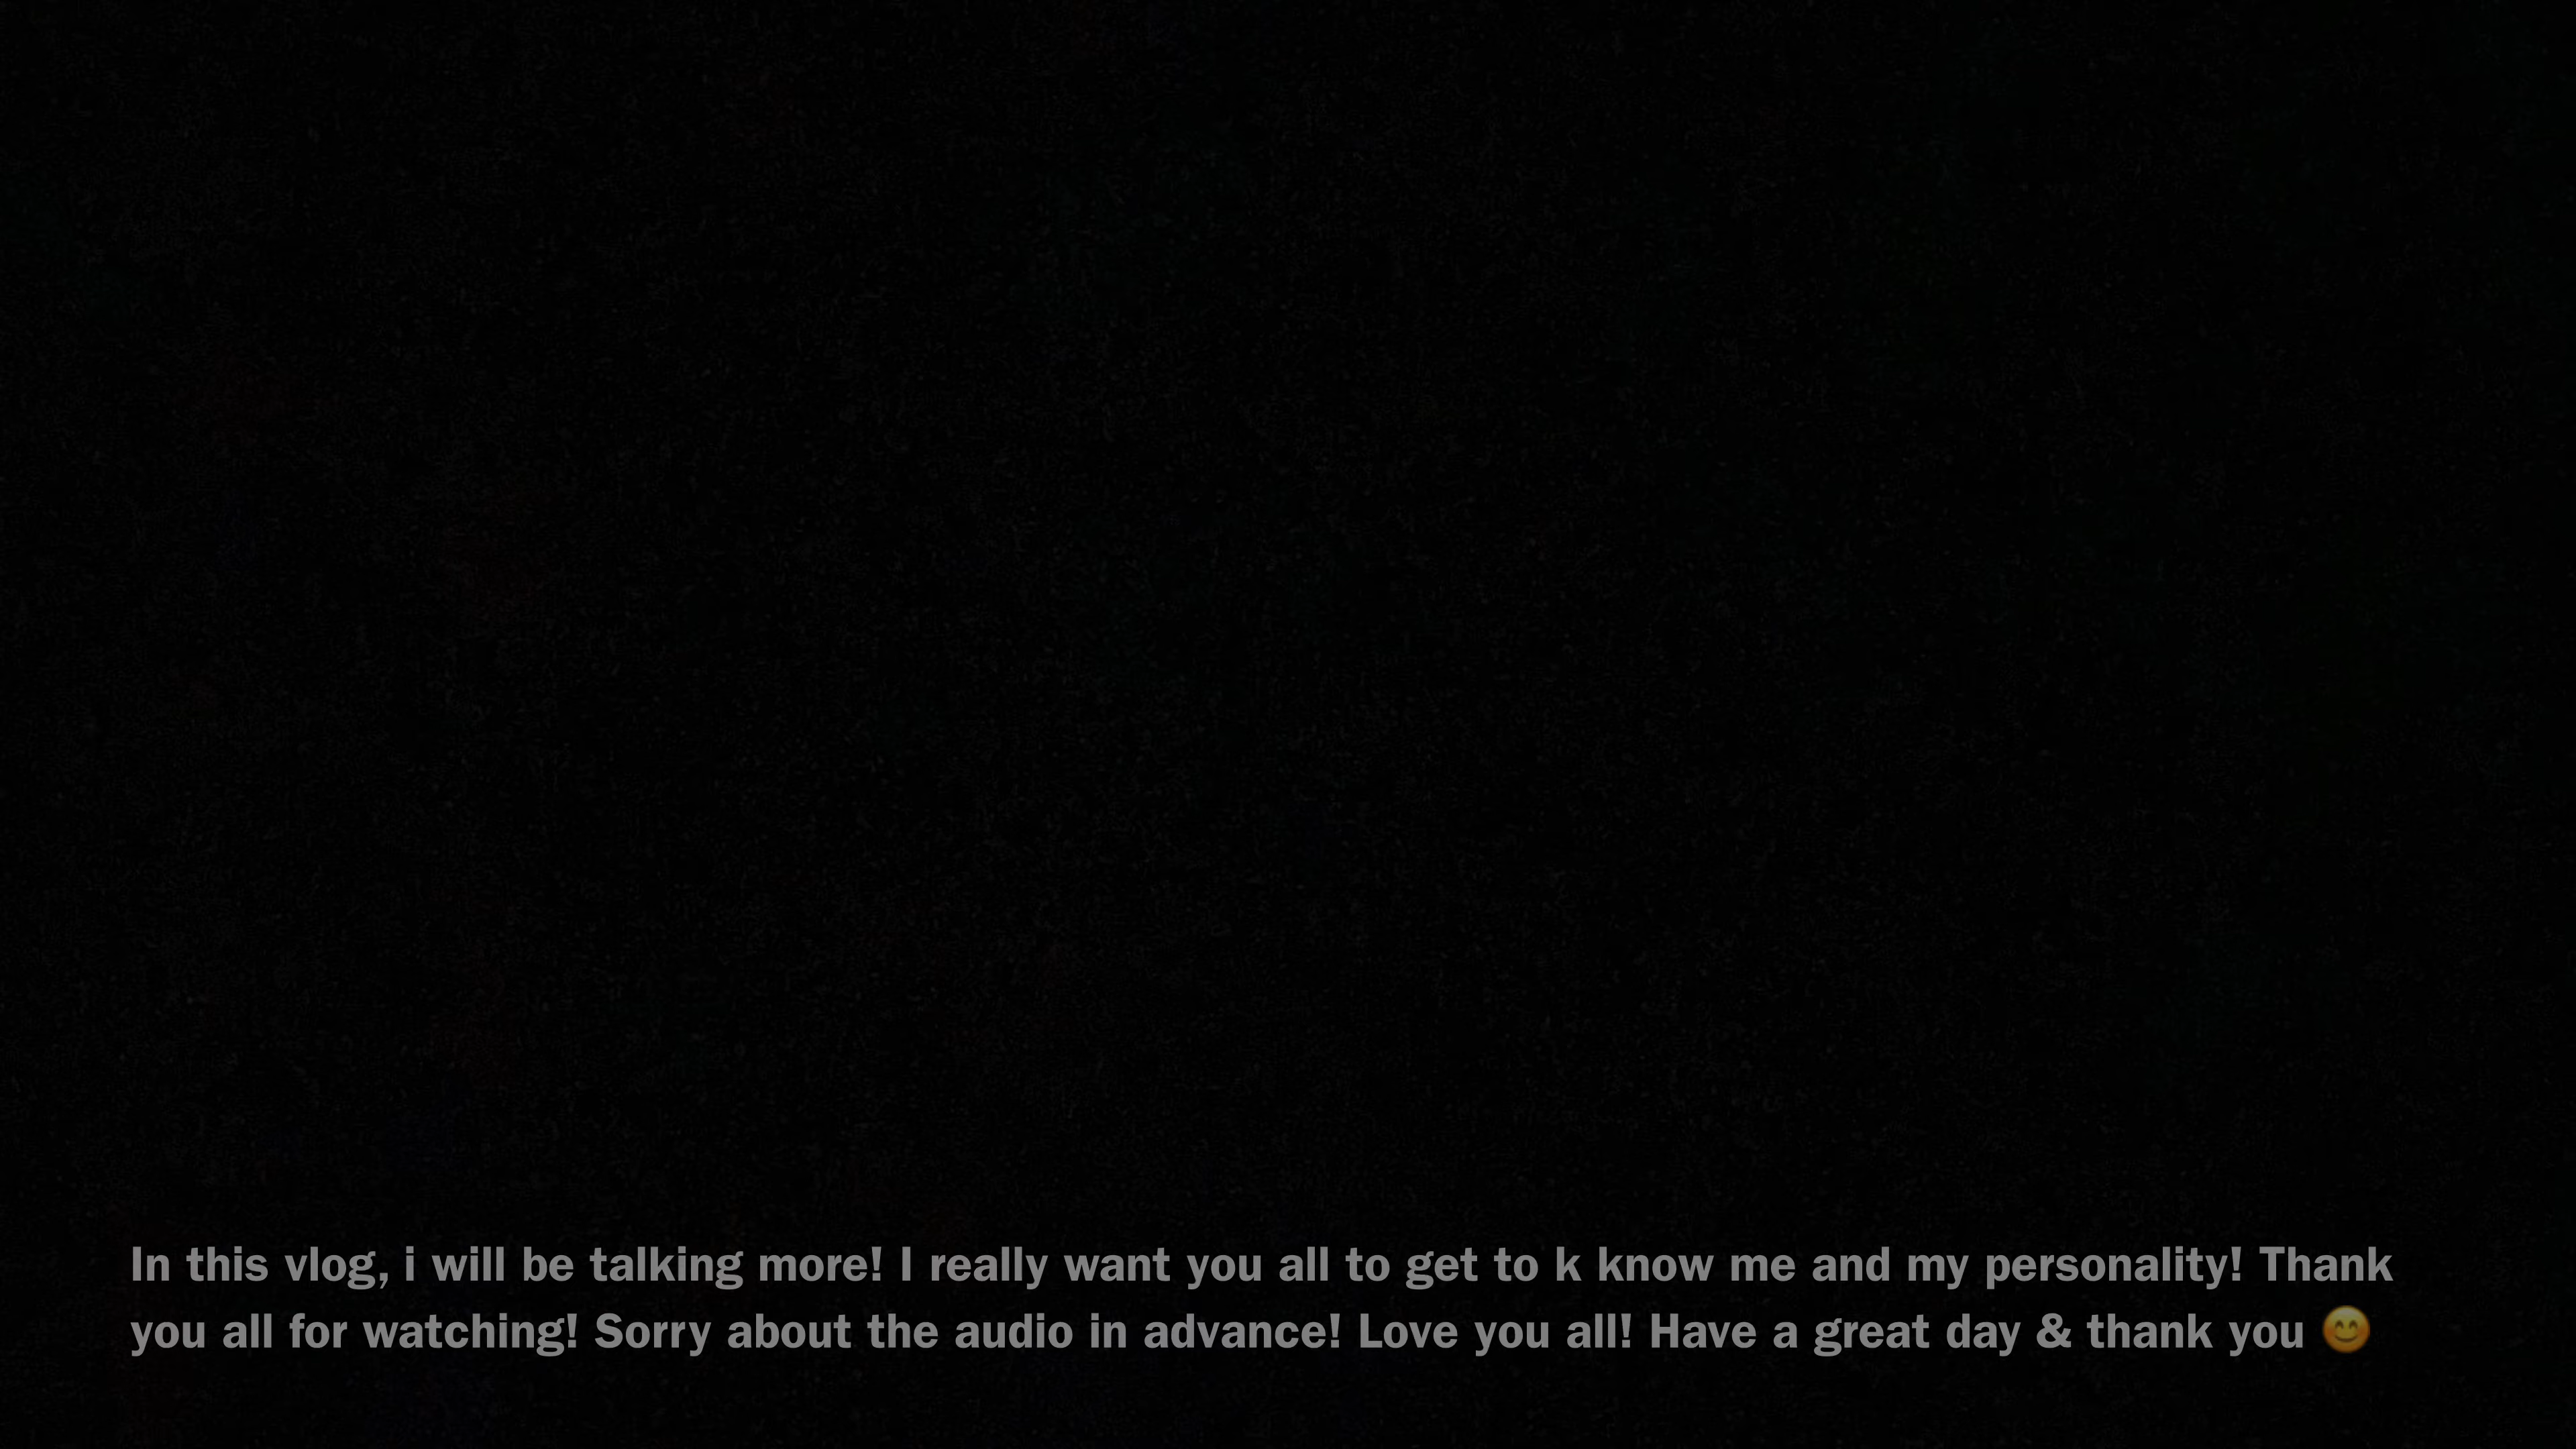 In this vlog, i will be talking more! I really want you all to get to k know me and my personality! Thank
you all for watching! Sorry about the audio in advance! Love you all! Have a great day & thank you 😊